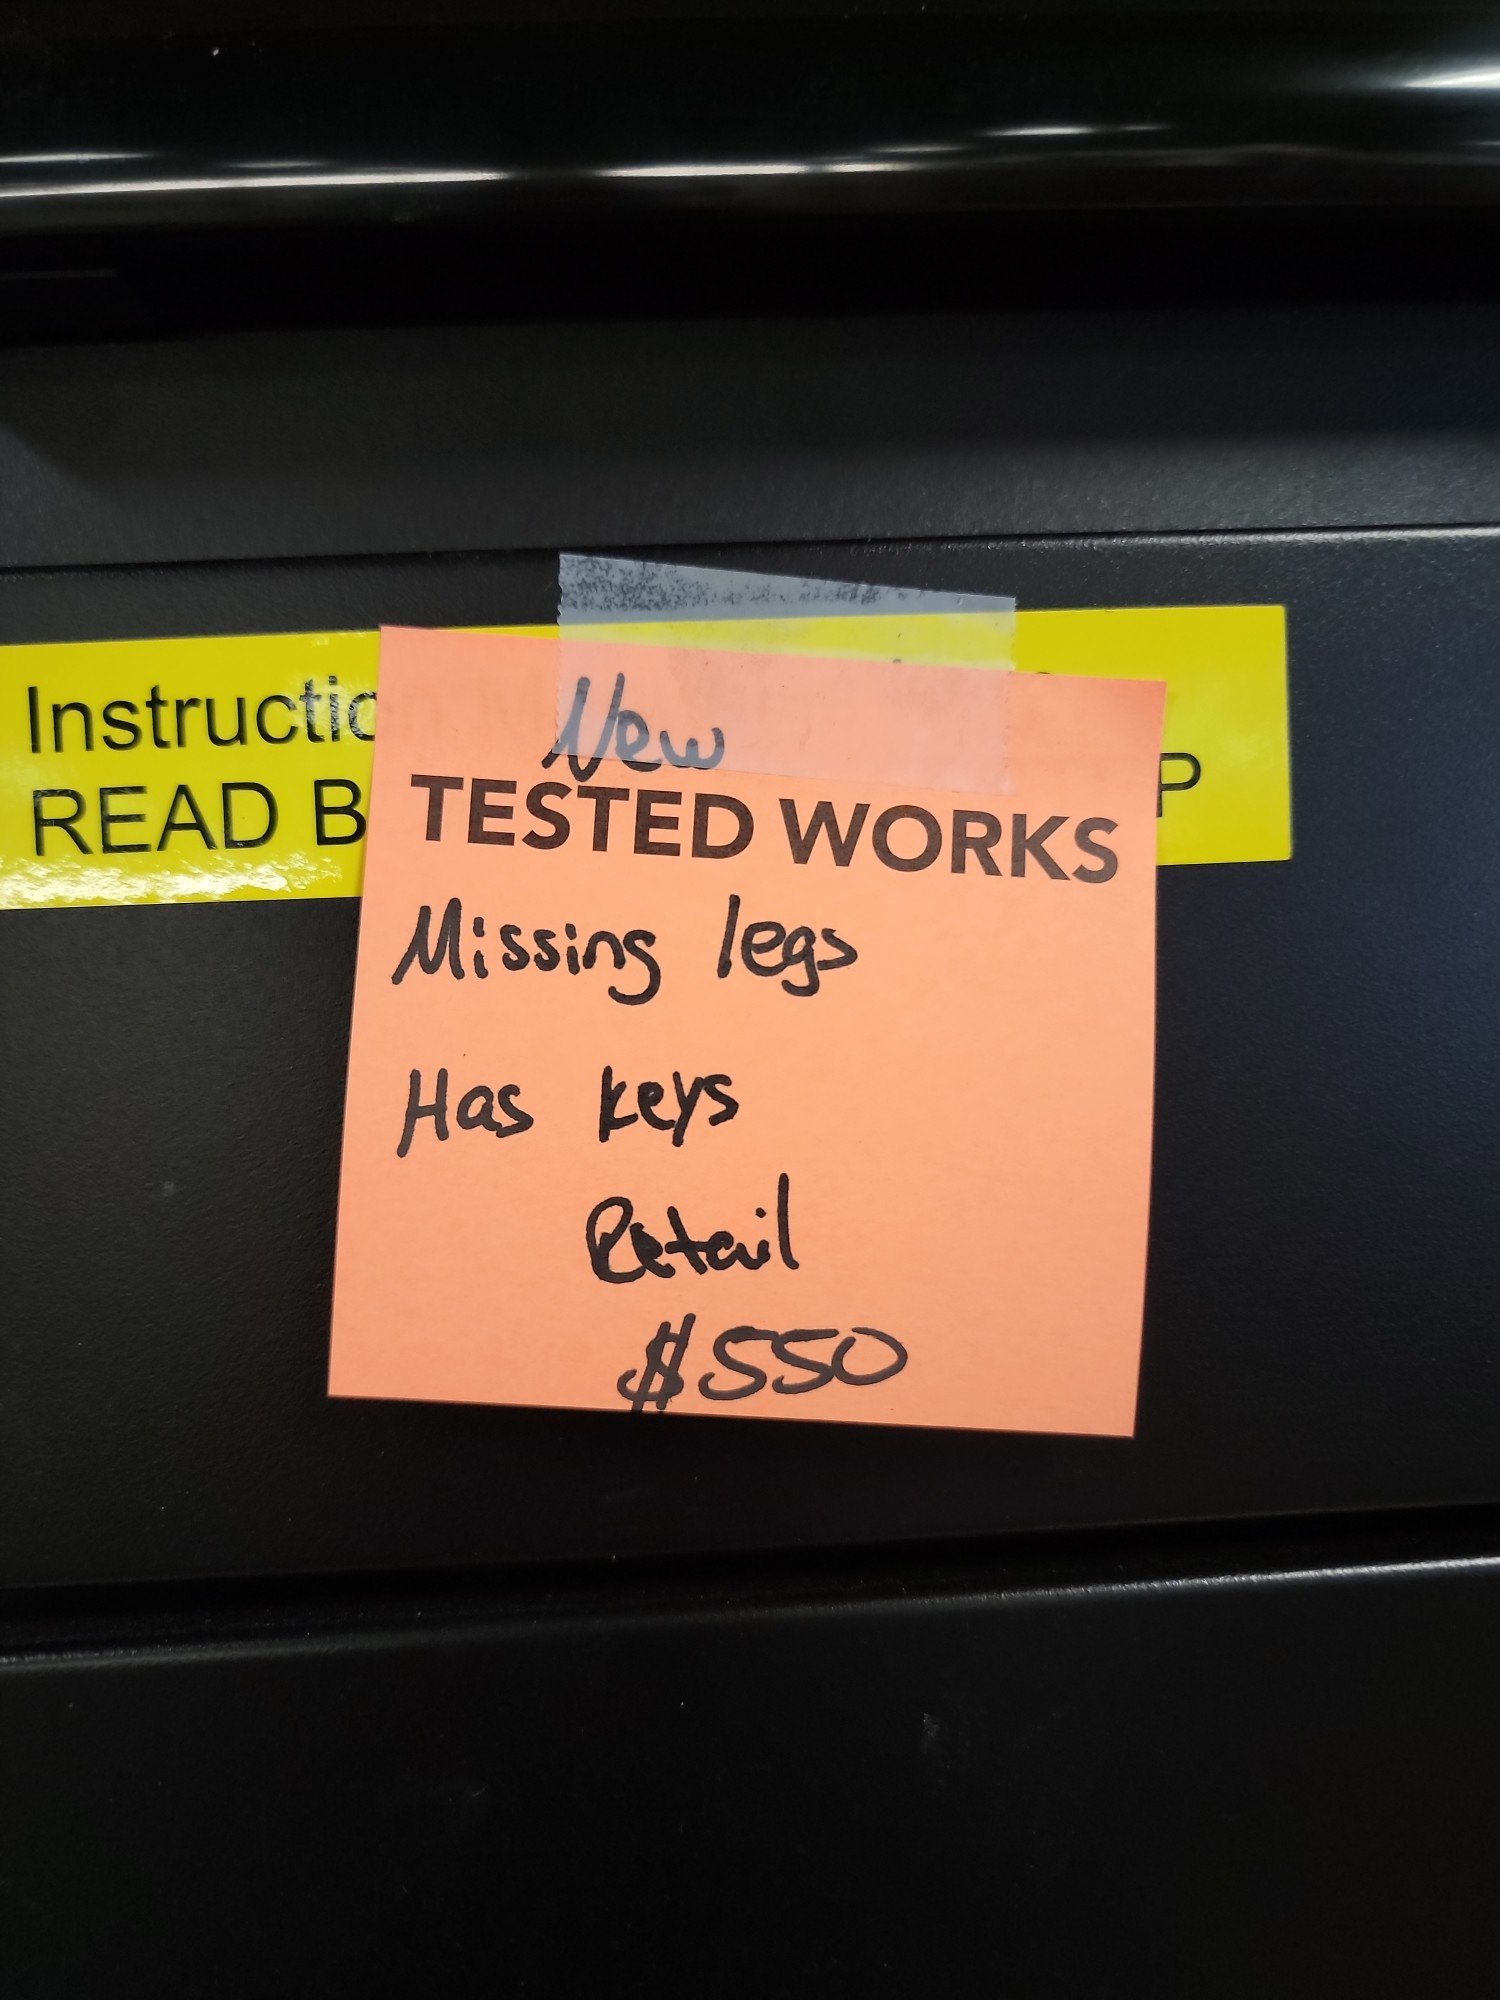 Instructio
READ B P
New
TESTED WORKS
Missing legs
Has keys
Retail
$550